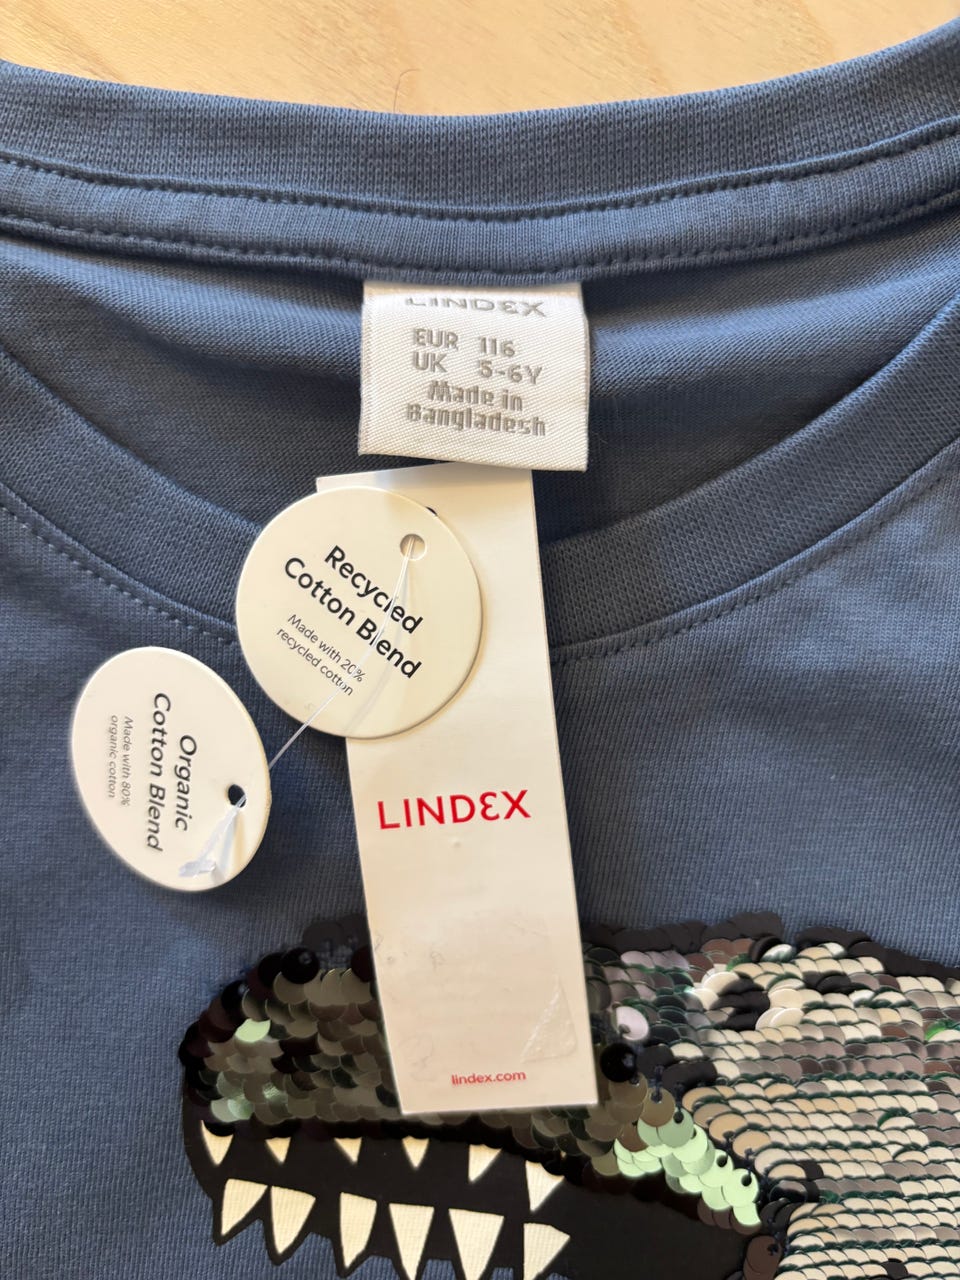 LINDEX
EUR 116
UK 5-6Y
Made in
Bangladesh
Recycled
Cotton Blend
Made with 20%
recycled cotton
Organic
Cotton Blend
Made with 80%
organic cotton
LINDEX
lindex.com